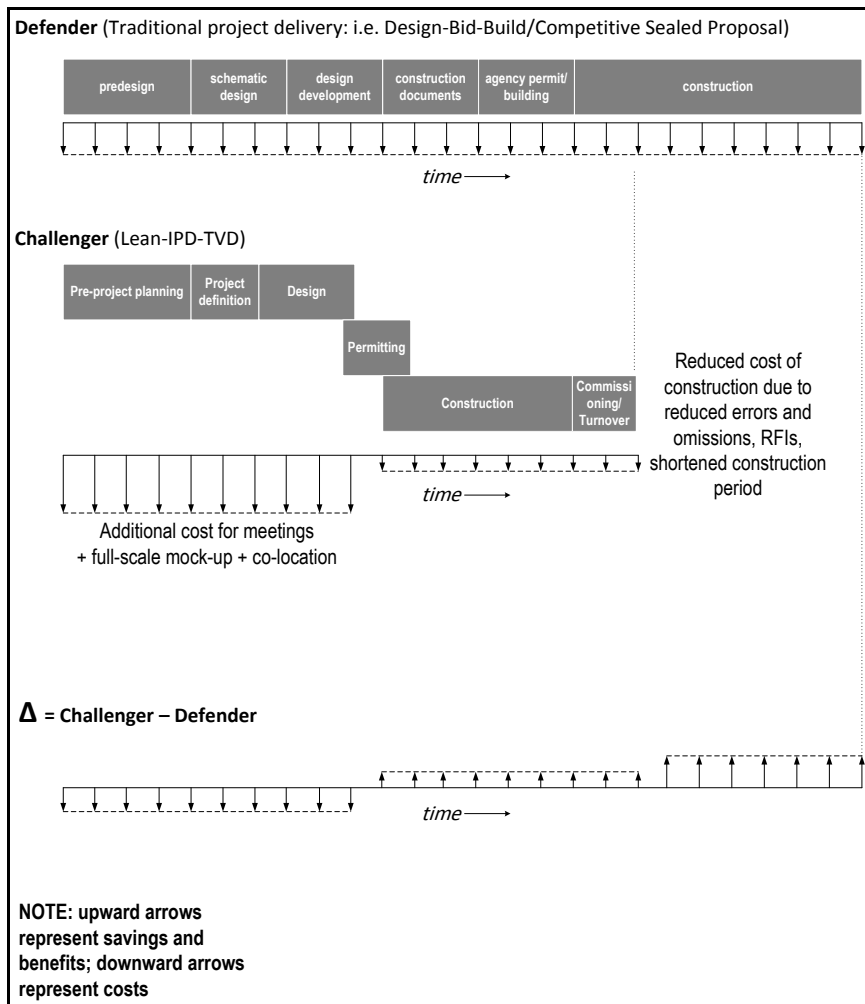 Defender (Traditional project delivery: i.e. Design-Bid-Build/Competitive Sealed Proposal)
predesign
schematic
design
design
development
construction
documents
agency permit/
building
construction
time
Challenger (Lean-IPD-TVD)
Pre-project planning
Project
definition
Design
Permitting
Construction
Commissi
oning/
Turnover
Reduced cost of
construction due to
reduced errors and
omissions, RFIs,
shortened construction
period
time
Additional cost for meetings
+ full-scale mock-up + co-location
Δ = Challenger – Defender
time
NOTE: upward arrows
represent savings and
benefits; downward arrows
represent costs